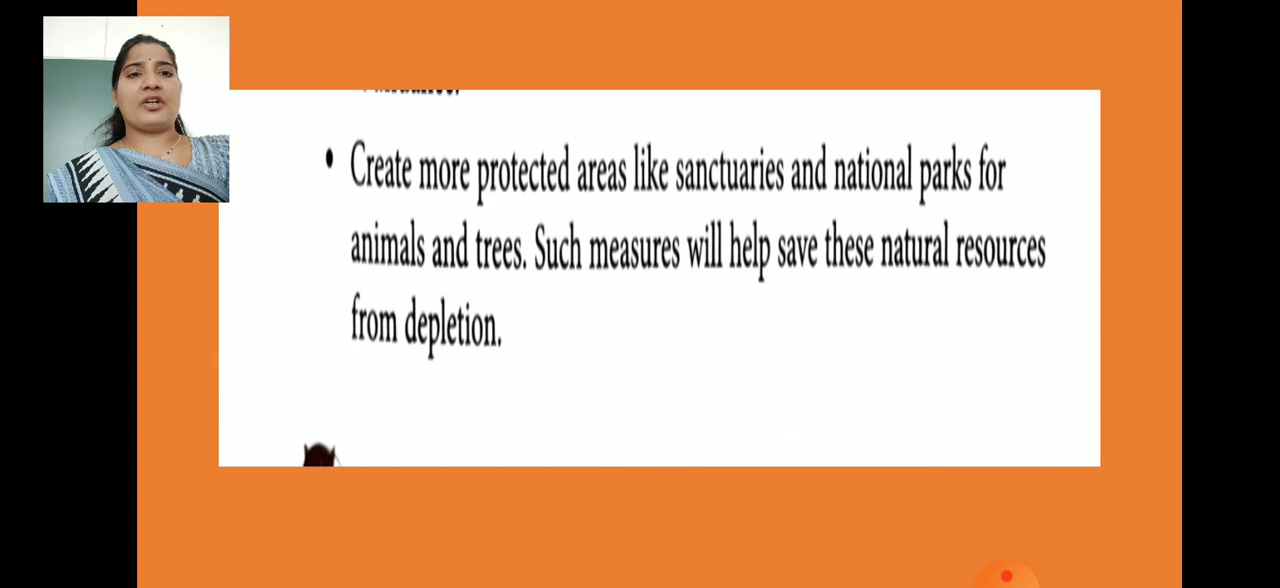 • Create more protected areas like sanctuaries and national parks for
animals and trees. Such measures will help save these natural resources
from depletion.